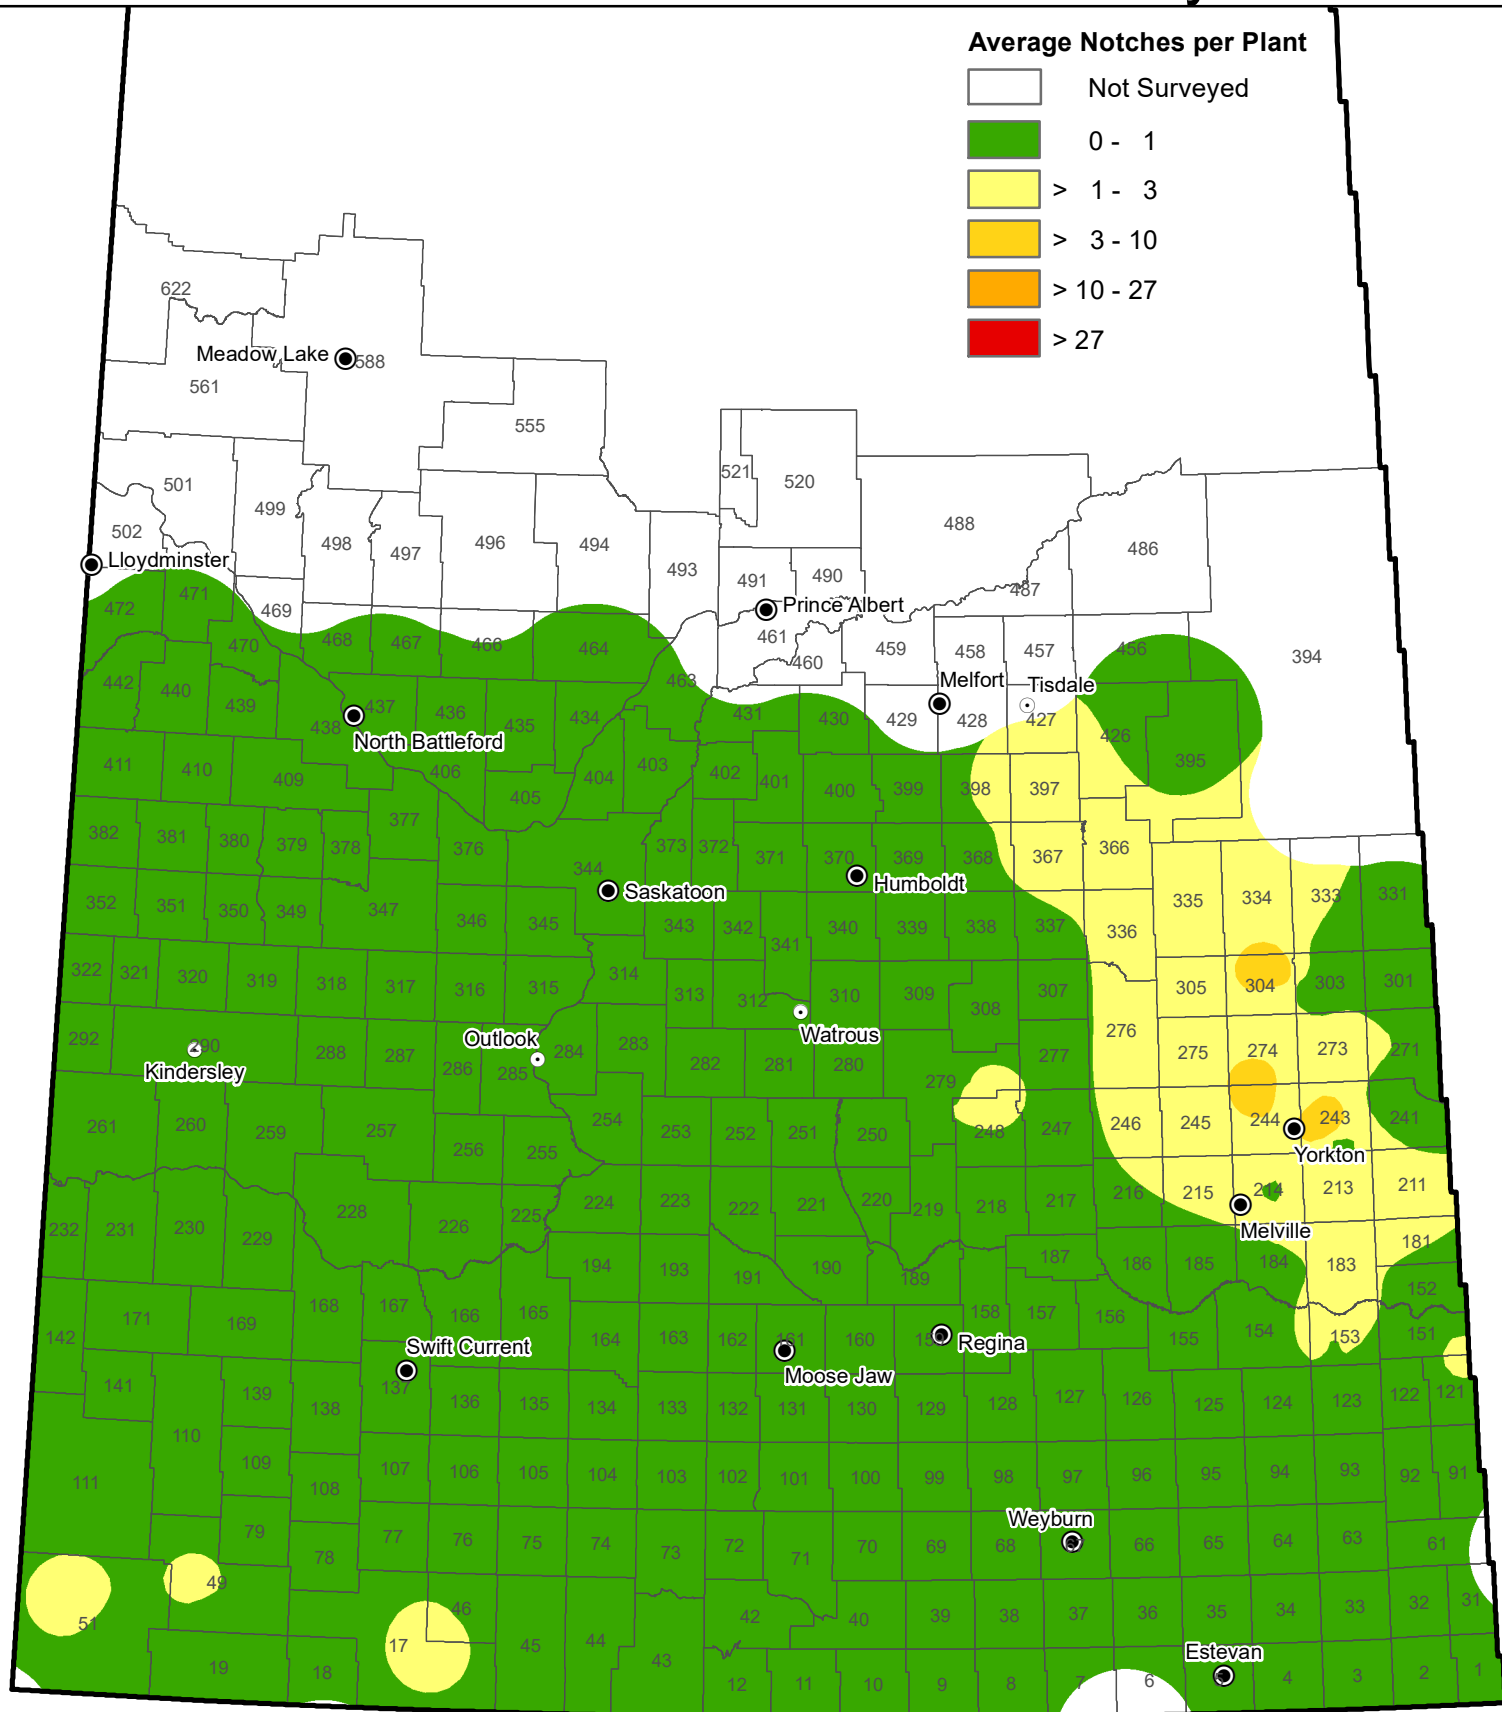 Average Notches per Plant
Not Surveyed
0 - 1
> 1 - 3
> 3 - 10
> 10 - 27
> 27
622
Meadow Lake 588
561
555
521 520
501
499
502 498 497 496 494 488 486
Lloydminster
493 491 490 487
472 471 469 Prince Albert
470 468 467 466 464 461 460 459 458 457 456 394
442 440 439 463 Melfort Tisdale
438 437 436 435 434 431 430 429 428 427 426
North Battleford
411 410 409 406 405 404 403 402 401 400 399 398 397 395
382 381 380 379 378 377 376 344 373 372 371 370 369 368 367 366
Saskatoon Humboldt
352 351 350 349 347 346 345 343 342 341 340 339 338 337 336 335 334 333 331
322 321 320 319 318 317 316 315 314 313 312 310 309 308 307 305 304 303 301
Outlook Watrous
292 290 288 287 286 285 284 283 282 281 280 279 277 276 275 274 273 271
Kindersley
261 260 259 257 256 255 254 253 252 251 250 248 247 246 245 244 243 241
Yorkton
232 231 230 229 228 226 225 224 223 222 221 220 219 218 217 216 215 214 213 211
Melville
194 193 191 190 189 187 186 185 184 183 181
142 171 169 168 167 166 165 164 163 162 161 160 158 157 156 155 154 153 152 151
Swift Current Moose Jaw Regina
141 139 138 137 136 135 134 133 132 131 130 129 128 127 126 125 124 123 122 121
111 110 109 108 107 106 105 104 103 102 101 100 99 98 97 96 95 94 93 92 91
Weyburn
79 78 77 76 75 74 73 72 71 70 69 68 66 65 64 63 61
51 49 46 45 44 43 42 40 39 38 37 36 35 34 33 32 31
Estevan
19 18 17 12 11 10 9 8 7 6 4 3 2 1